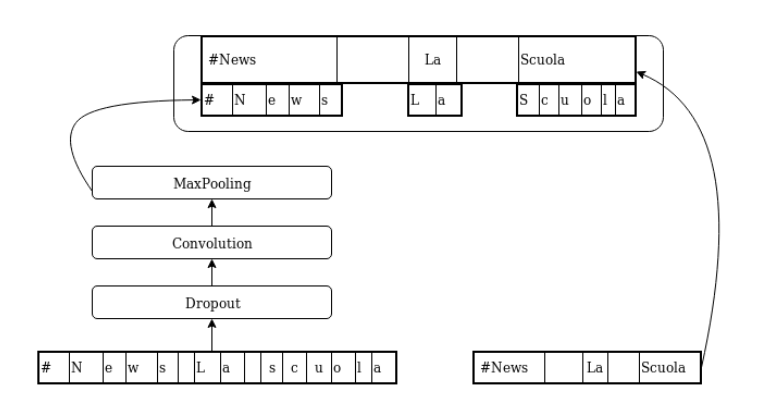 #News La Scuola
# N e w s L a S c u o l a
MaxPooling
Convolution
Dropout
# N e w s L a s c u o l a
#News La Scuola